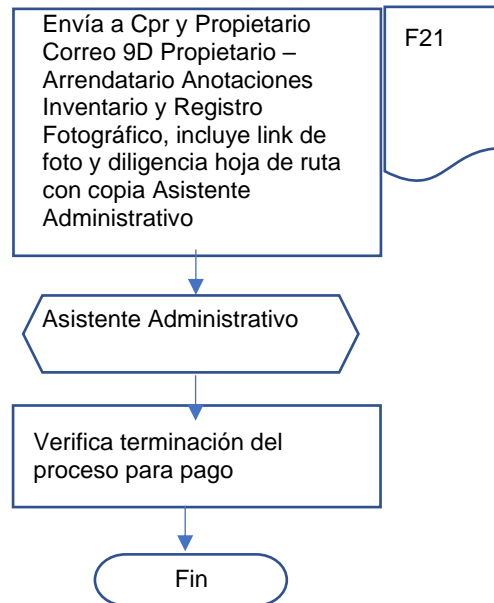 Envía a Cpr y Propietario
Correo 9D Propietario –
Arrendatario Anotaciones
Inventario y Registro
Fotográfico, incluye link de
foto y diligencia hoja de ruta
con copia Asistente
Administrativo
F21
Asistente Administrativo
Verifica terminación del
proceso para pago
Fin